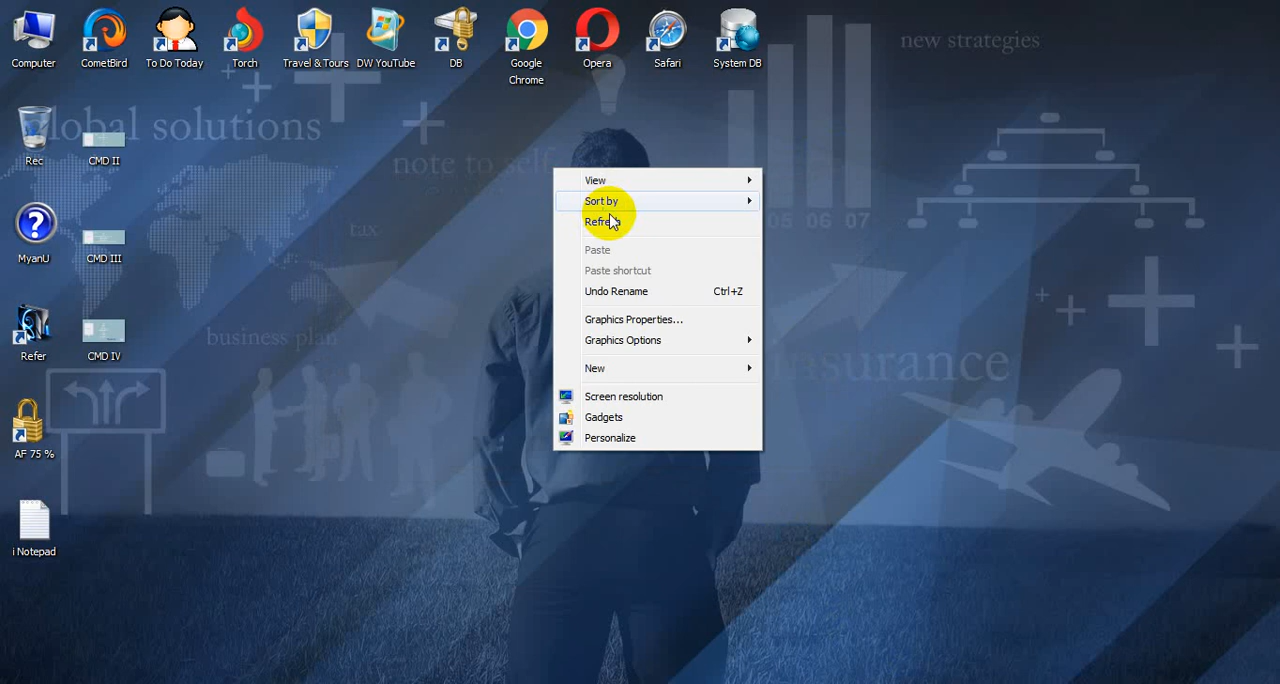 Computer
CometBird
To Do Today
Torch
Travel & Tours
DW YouTube
DB
Google
Chrome
Opera
Safari
System DB
new strategies
global solutions
note to self
05 06 07
tax
business plan
insurance
Rec
CMD II
MyanU
CMD III
Refer
CMD IV
AF 75 %
i Notepad
View
Sort by
Refresh
Paste
Paste shortcut
Undo Rename Ctrl+Z
Graphics Properties...
Graphics Options
New
Screen resolution
Gadgets
Personalize